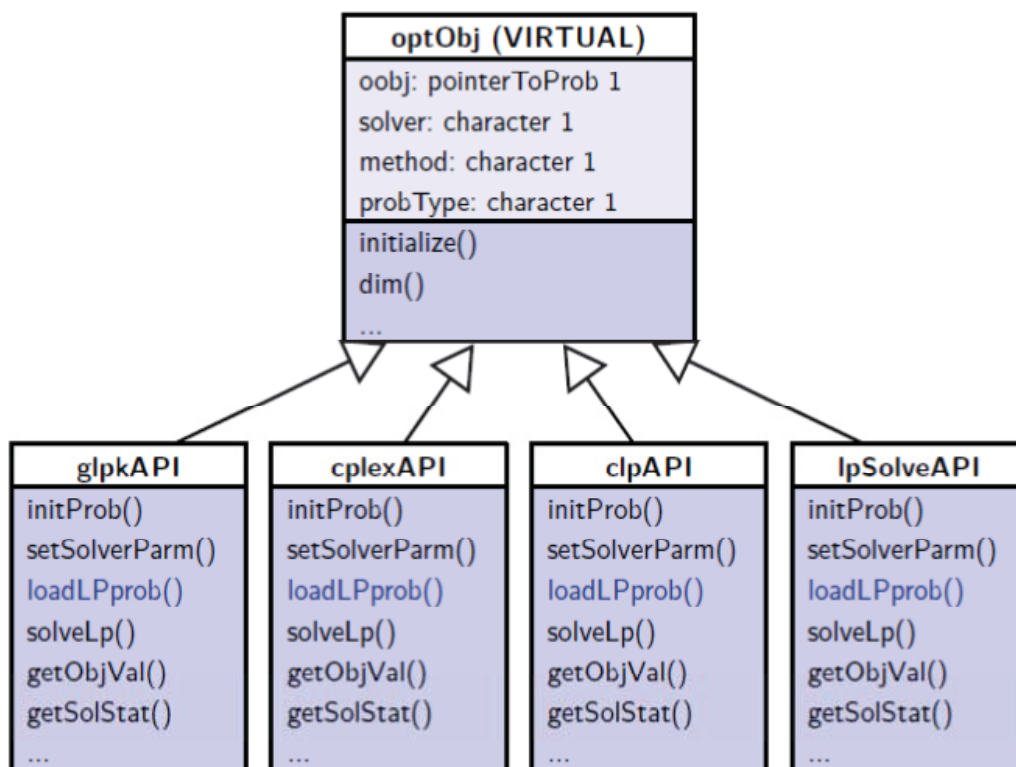 optObj (VIRTUAL)
oobj: pointerToProb 1
solver: character 1
method: character 1
probType: character 1
initialize()
dim()
...
glpkAPI
initProb()
setSolverParm()
loadLPprob()
solveLp()
getObjVal()
getSolStat()
...
cplexAPI
initProb()
setSolverParm()
loadLPprob()
solveLp()
getObjVal()
getSolStat()
...
clpAPI
initProb()
setSolverParm()
loadLPprob()
solveLp()
getObjVal()
getSolStat()
...
lpSolveAPI
initProb()
setSolverParm()
loadLPprob()
solveLp()
getObjVal()
getSolStat()
...